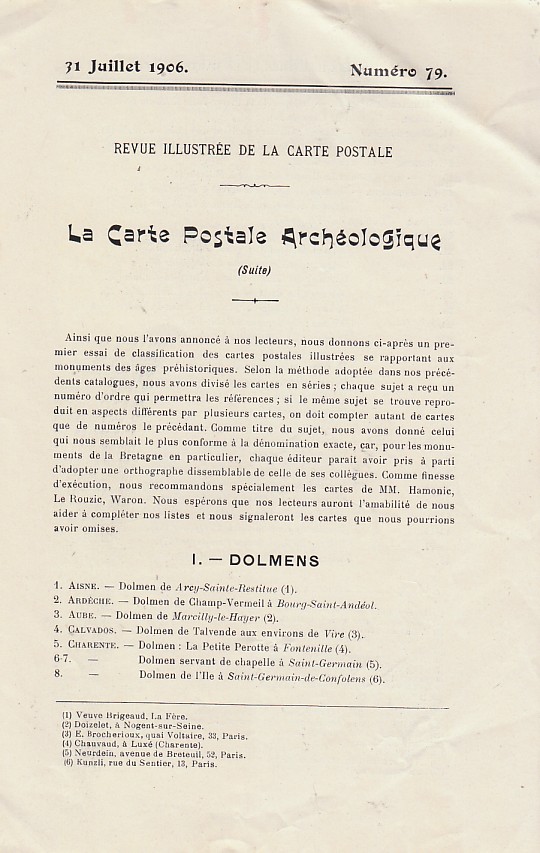 31 Juillet 1906. Numéro 79.
REVUE ILLUSTRÉE DE LA CARTE POSTALE
La Carte Postale Archéologique
(Suite)
Ainsi que nous l'avons annoncé à nos lecteurs, nous donnons ci-après un pre-
mier essai de classification des cartes postales illustrées se rapportant aux
monuments des âges préhistoriques. Selon la méthode adoptée dans nos précé-
dents catalogues, nous avons divisé les cartes en séries ; chaque sujet a reçu un
numéro d'ordre qui permettra les références ; si le même sujet se trouve repro-
duit en aspects différents par plusieurs cartes, on doit compter autant de cartes
que de numéros le précédant. Comme titre du sujet, nous avons donné celui
qui nous semblait le plus conforme à la dénomination exacte, car, pour les monu-
ments de la Bretagne en particulier, chaque éditeur paraît avoir pris à parti
d'adopter une orthographe dissemblable de celle de ses collègues. Comme finesse
d'exécution, nous recommandons spécialement les cartes de MM. Hamonic,
Le Rouzic, Waron. Nous espérons que nos lecteurs auront l'amabilité de nous
aider à compléter nos listes et nous signaleront les cartes que nous pourrions
avoir omises.
I. — DOLMENS
1. AISNE. — Dolmen de Arcy-Sainte-Restitue (1).
2. ARDÈCHE. — Dolmen de Champ-Vermeil à Bourg-Saint-Andéol.
3. AUBE. — Dolmen de Marcilly-le-Hayer (2).
4. CALVADOS. — Dolmen de Talvende aux environs de Vire (3).
5. CHARENTE. — Dolmen : La Petite Perotte à Fontenille (4).
6-7. — Dolmen servant de chapelle à Saint-Germain (5).
8. — Dolmen de l'Ile à Saint-Germain-de-Confolens (6).
(1) Veuve Brigeaud, La Fère.
(2) Doizelet, à Nogent-sur-Seine.
(3) E. Brocherioux, quai Voltaire, 33, Paris.
(4) Chauvaud, à Luxé (Charente).
(5) Neurdein, avenue de Breteuil, 52, Paris.
(6) Kunzli, rue du Sentier, 13, Paris.